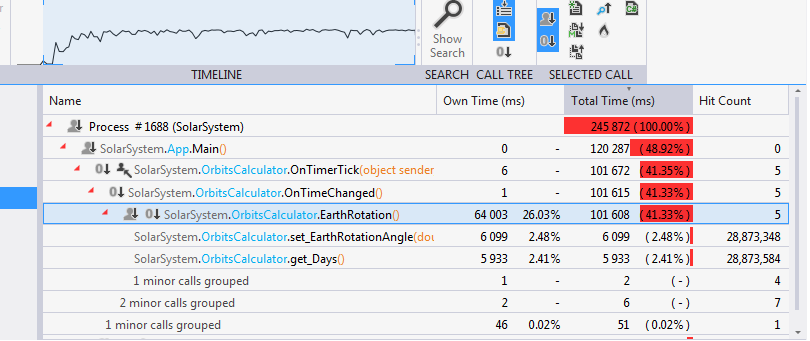 Show
Search
TIMELINE
SEARCH
CALL TREE
SELECTED CALL
Name Own Time (ms) Total Time (ms) Hit Count
Process #1688 (SolarSystem) 245 872 (100.00%)
SolarSystem.App.Main() 0 - 120 287 (48.92%) 0
SolarSystem.OrbitsCalculator.OnTimerTick(object sender 6 - 101 672 (41.35%) 5
SolarSystem.OrbitsCalculator.OnTimeChanged() 1 - 101 615 (41.33%) 5
SolarSystem.OrbitsCalculator.EarthRotation() 64 003 26.03% 101 608 (41.33%) 5
SolarSystem.OrbitsCalculator.set_EarthRotationAngle(dou 6 099 2.48% 6 099 (2.48%) 28,873,348
SolarSystem.OrbitsCalculator.get_Days() 5 933 2.41% 5 933 (2.41%) 28,873,584
1 minor calls grouped 1 - 2 (-) 4
2 minor calls grouped 2 - 6 (-) 7
1 minor calls grouped 46 0.02% 51 (0.02%) 1